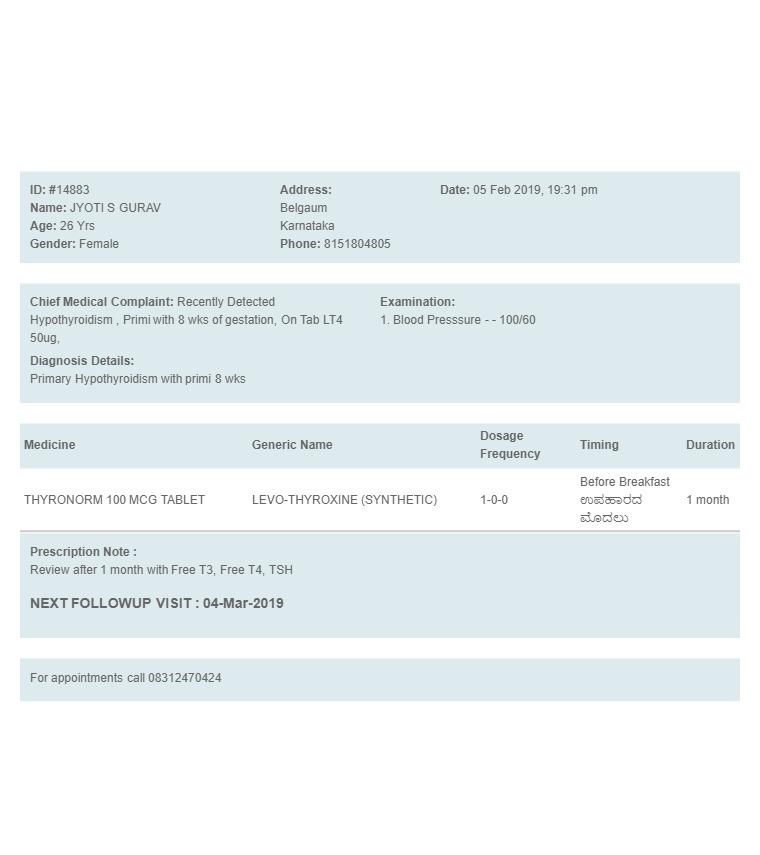 ID: #14883
Name: JYOTI S GURAV
Age: 26 Yrs
Gender: Female
Address:
Belgaum
Karnataka
Phone: 8151804805
Date: 05 Feb 2019, 19:31 pm
Chief Medical Complaint: Recently Detected
Hypothyroidism , Primi with 8 wks of gestation, On Tab LT4
50ug,
Diagnosis Details:
Primary Hypothyroidism with primi 8 wks
Examination:
1. Blood Presssure - - 100/60
Medicine Generic Name Dosage Frequency Timing Duration
THYRONORM 100 MCG TABLET LEVO-THYROXINE (SYNTHETIC) 1-0-0 Before Breakfast ಉಪಹಾರದ ಮೊದಲು 1 month
Prescription Note :
Review after 1 month with Free T3, Free T4, TSH
NEXT FOLLOWUP VISIT : 04-Mar-2019
For appointments call 08312470424